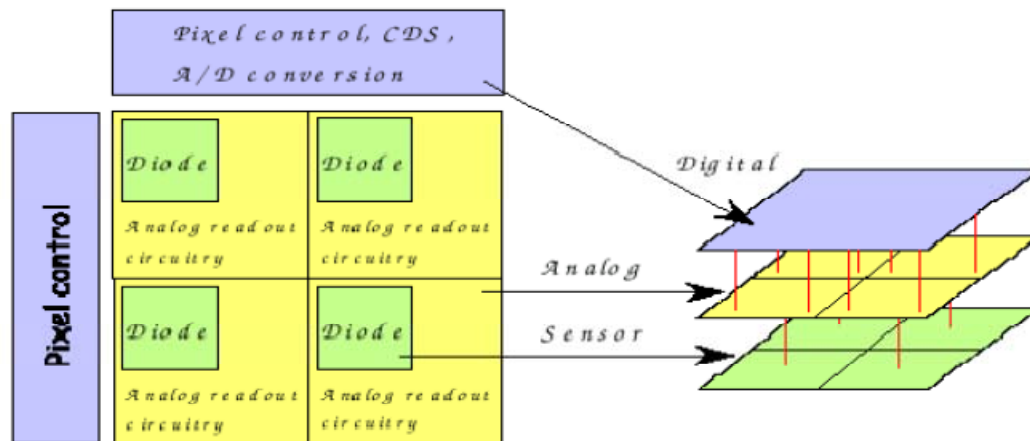 Pixel control, CDS,
A/D conversion
Digital
Diode
Diode
Analog readout
circuitry
Analog readout
circuitry
Pixel control
Analog
Diode
Diode
Sensor
Analog readout
circuitry
Analog readout
circuitry